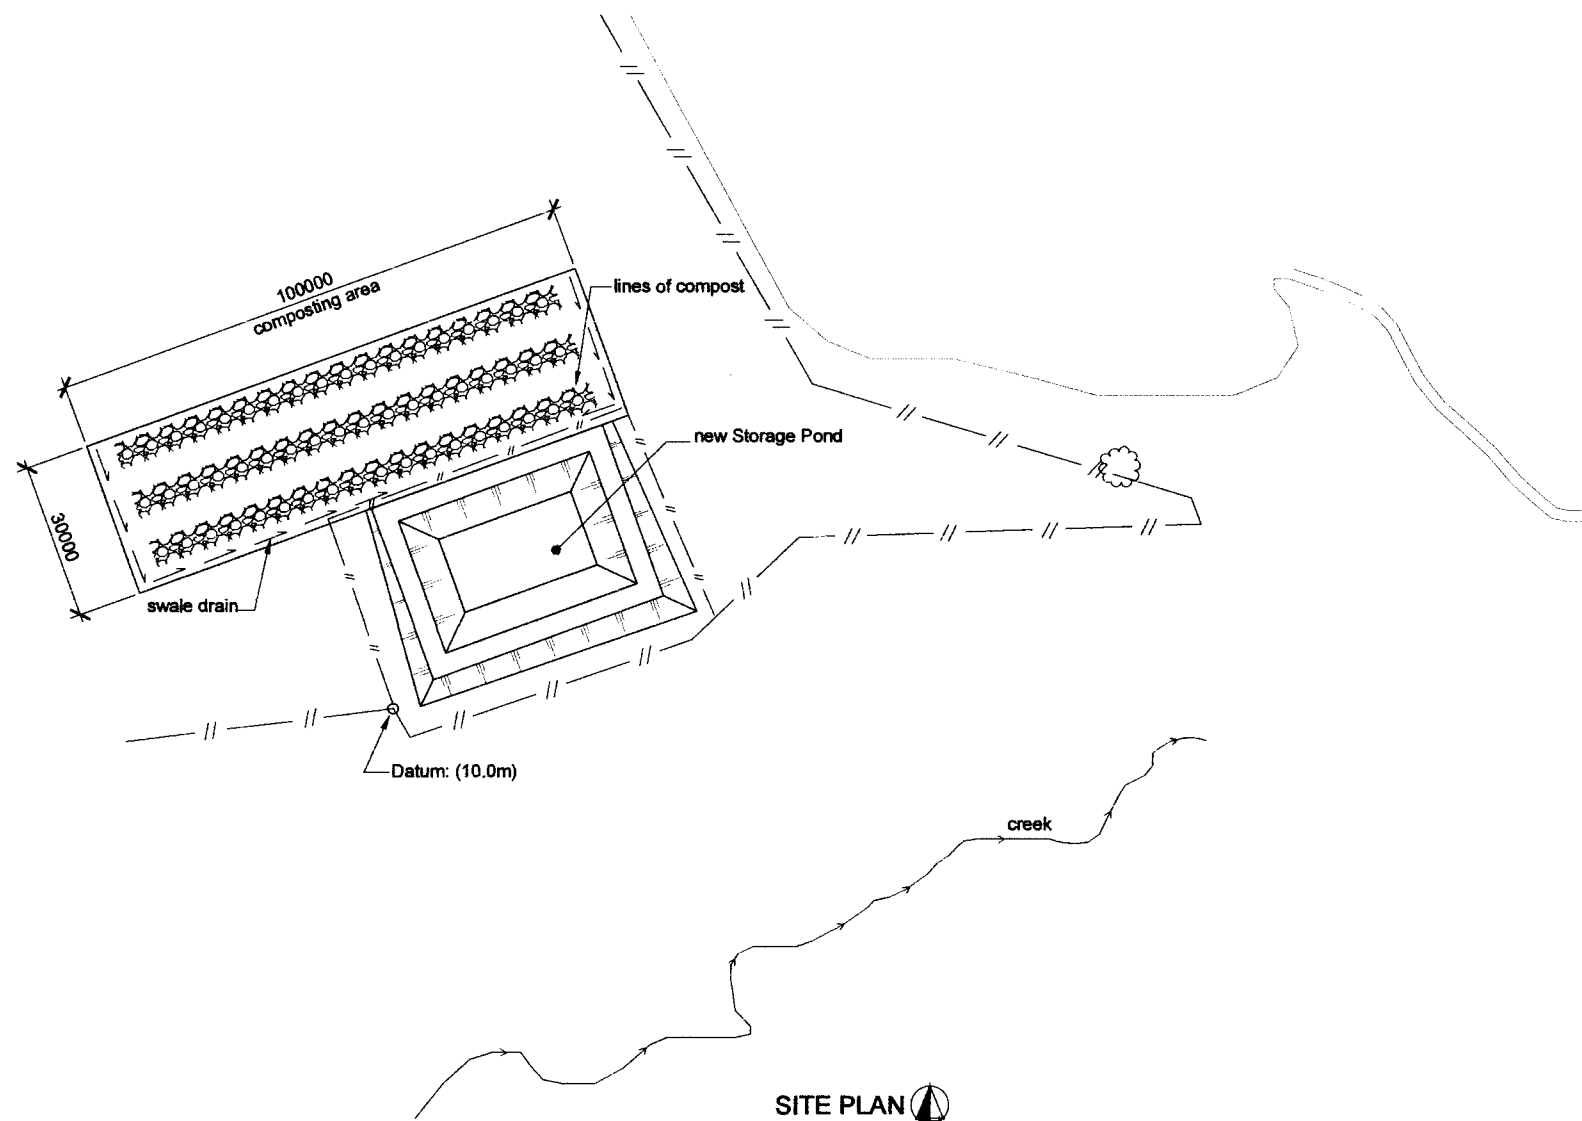 100000
composting area
lines of compost
new Storage Pond
30000
swale drain
Datum: (10.0m)
creek
SITE PLAN